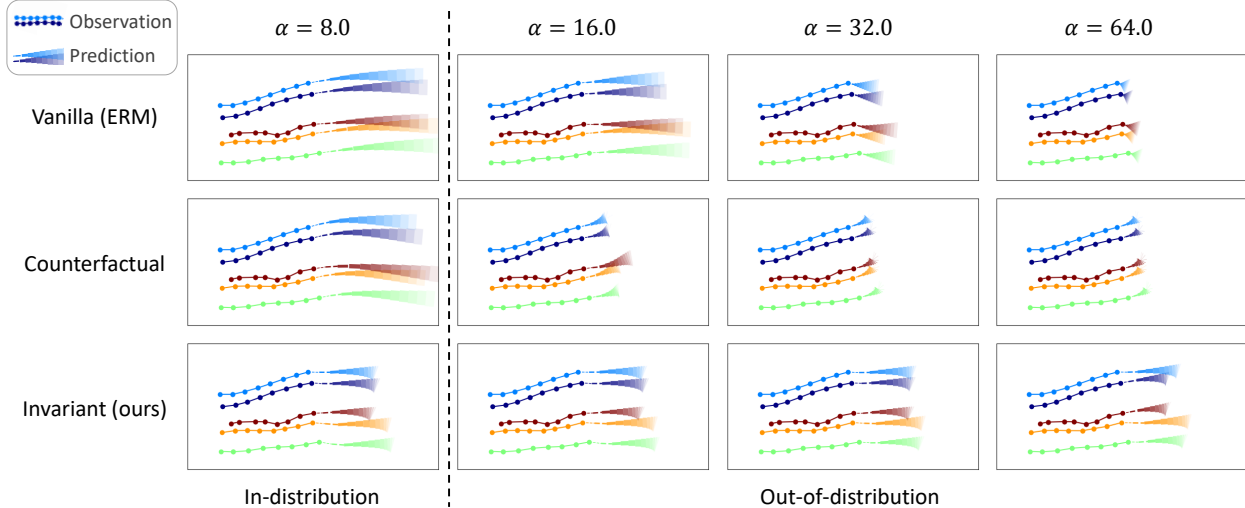 Observation
Prediction
α = 8.0
α = 16.0
α = 32.0
α = 64.0
Vanilla (ERM)
Counterfactual
Invariant (ours)
In-distribution
Out-of-distribution